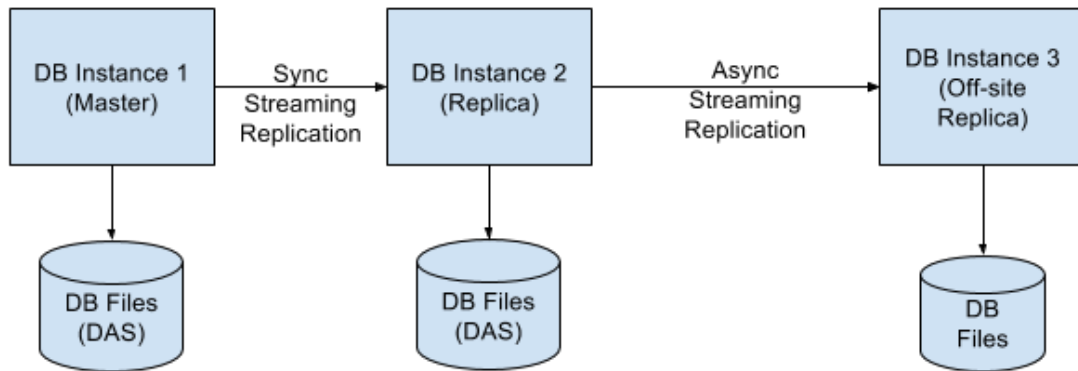 DB Instance 1
(Master)
Sync
Streaming
Replication
DB Instance 2
(Replica)
Async
Streaming
Replication
DB Instance 3
(Off-site
Replica)
DB Files
(DAS)
DB Files
(DAS)
DB
Files